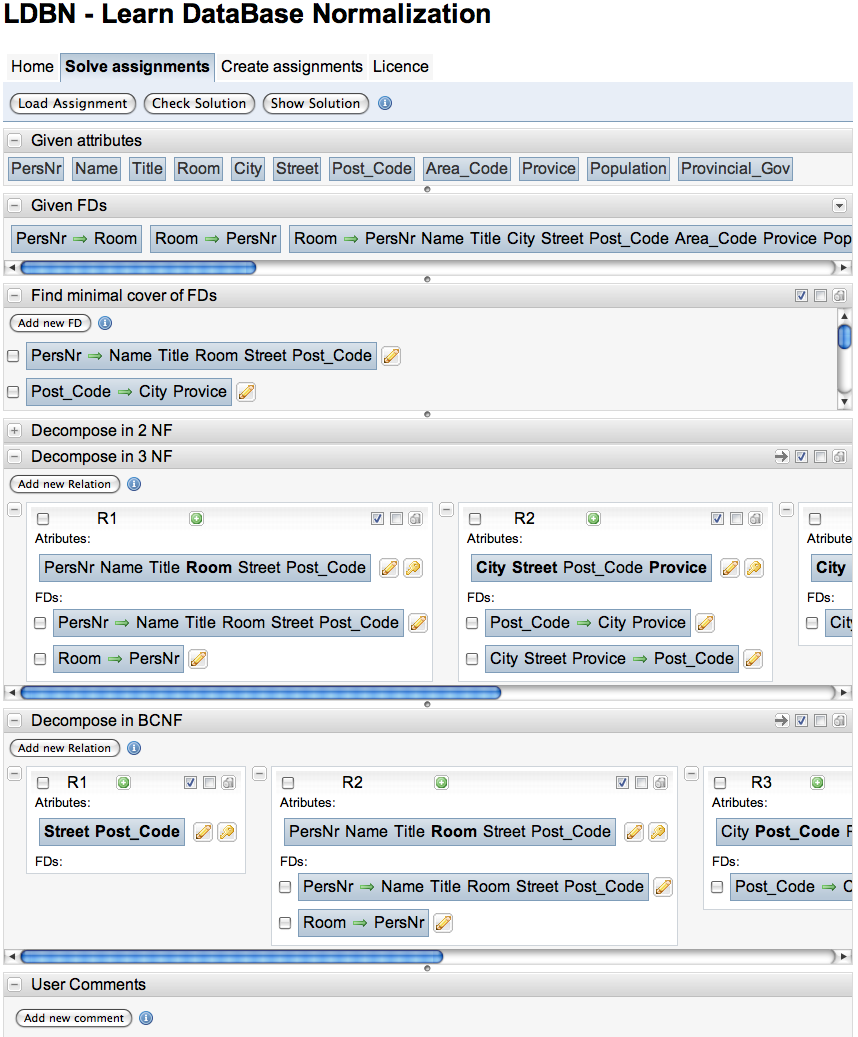 LDBN - Learn DataBase Normalization
Home Solve assignments Create assignments Licence
Load Assignment Check Solution Show Solution
Given attributes
PersNr Name Title Room City Street Post_Code Area_Code Provice Population Provincial_Gov
Given FDs
PersNr ⇒ Room Room ⇒ PersNr Room ⇒ PersNr Name Title City Street Post_Code Area_Code Provice Pop
Find minimal cover of FDs
Add new FD
PersNr ⇒ Name Title Room Street Post_Code
Post_Code ⇒ City Provice
Decompose in 2 NF
Decompose in 3 NF
Add new Relation
R1 R2
Atributes: Atributes: Atribute
PersNr Name Title Room Street Post_Code City Street Post_Code Provice City
FDs: FDs: FDs:
PersNr ⇒ Name Title Room Street Post_Code Post_Code ⇒ City Provice City
Room ⇒ PersNr City Street Provice ⇒ Post_Code
Decompose in BCNF
Add new Relation
R1 R2 R3
Atributes: Atributes: Atributes:
Street Post_Code PersNr Name Title Room Street Post_Code City Post_Code P
FDs: FDs: FDs:
PersNr ⇒ Name Title Room Street Post_Code Post_Code ⇒ C
Room ⇒ PersNr
User Comments
Add new comment